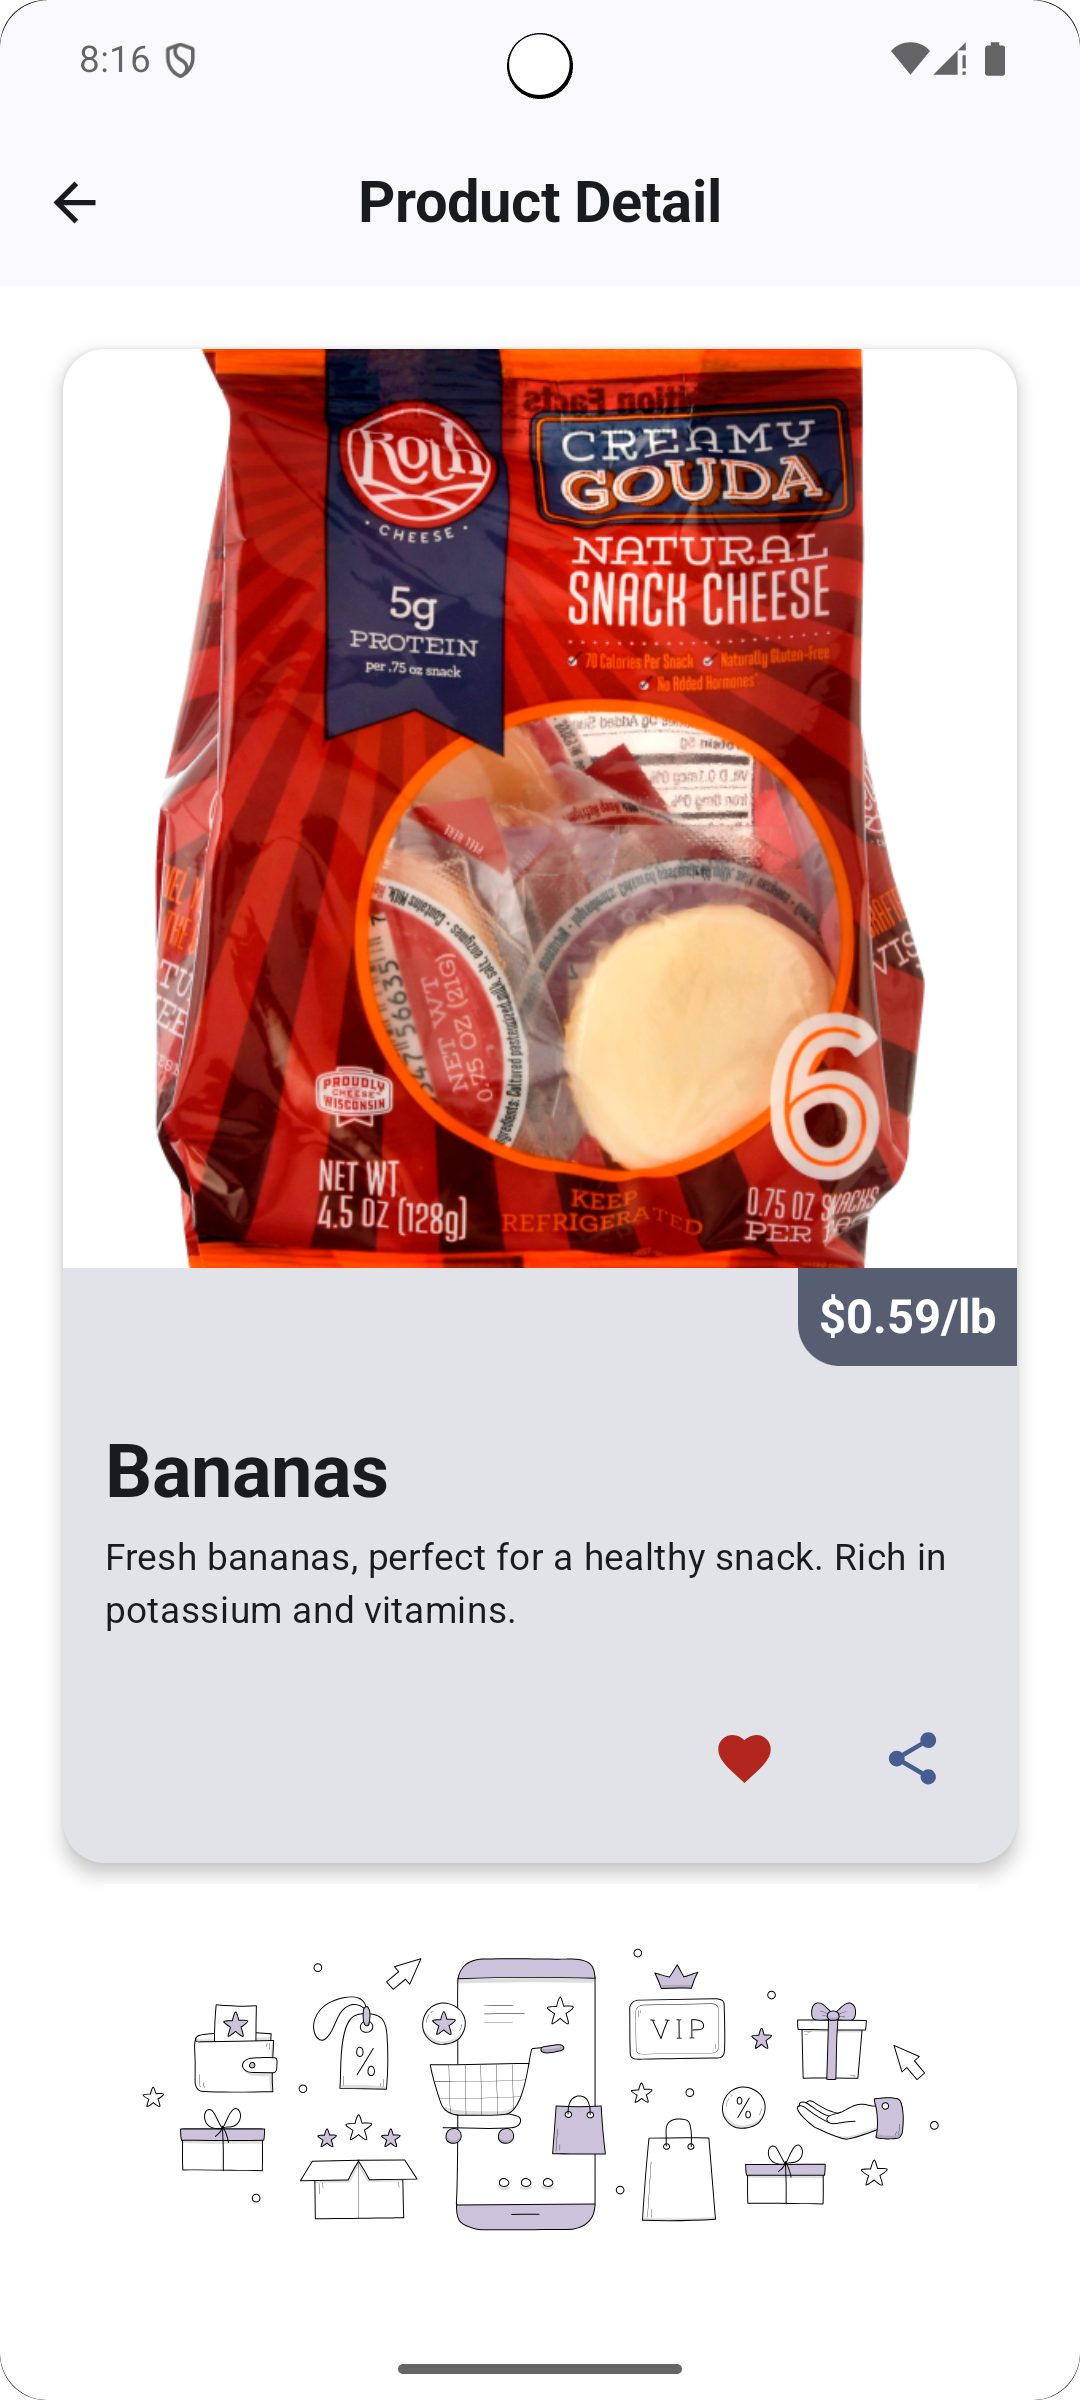 8:16
Product Detail
Roth
· CHEESE ·
5g
PROTEIN
per .75 oz snack
CREAMY
GOUDA
NATURAL
SNACK CHEESE
70 Calories Per Snack Naturally Gluten-Free
No Added Hormones*
PEEL HERE
NET WT
0.75 OZ (21G)
PROUDLY
WISCONSIN
CHEESE™
NET WT
4.5 OZ (128g)
KEEP
REFRIGERATED
6
0.75 OZ SNACKS
PER
$0.59/lb
Bananas
Fresh bananas, perfect for a healthy snack. Rich in
potassium and vitamins.
%
VIP
%